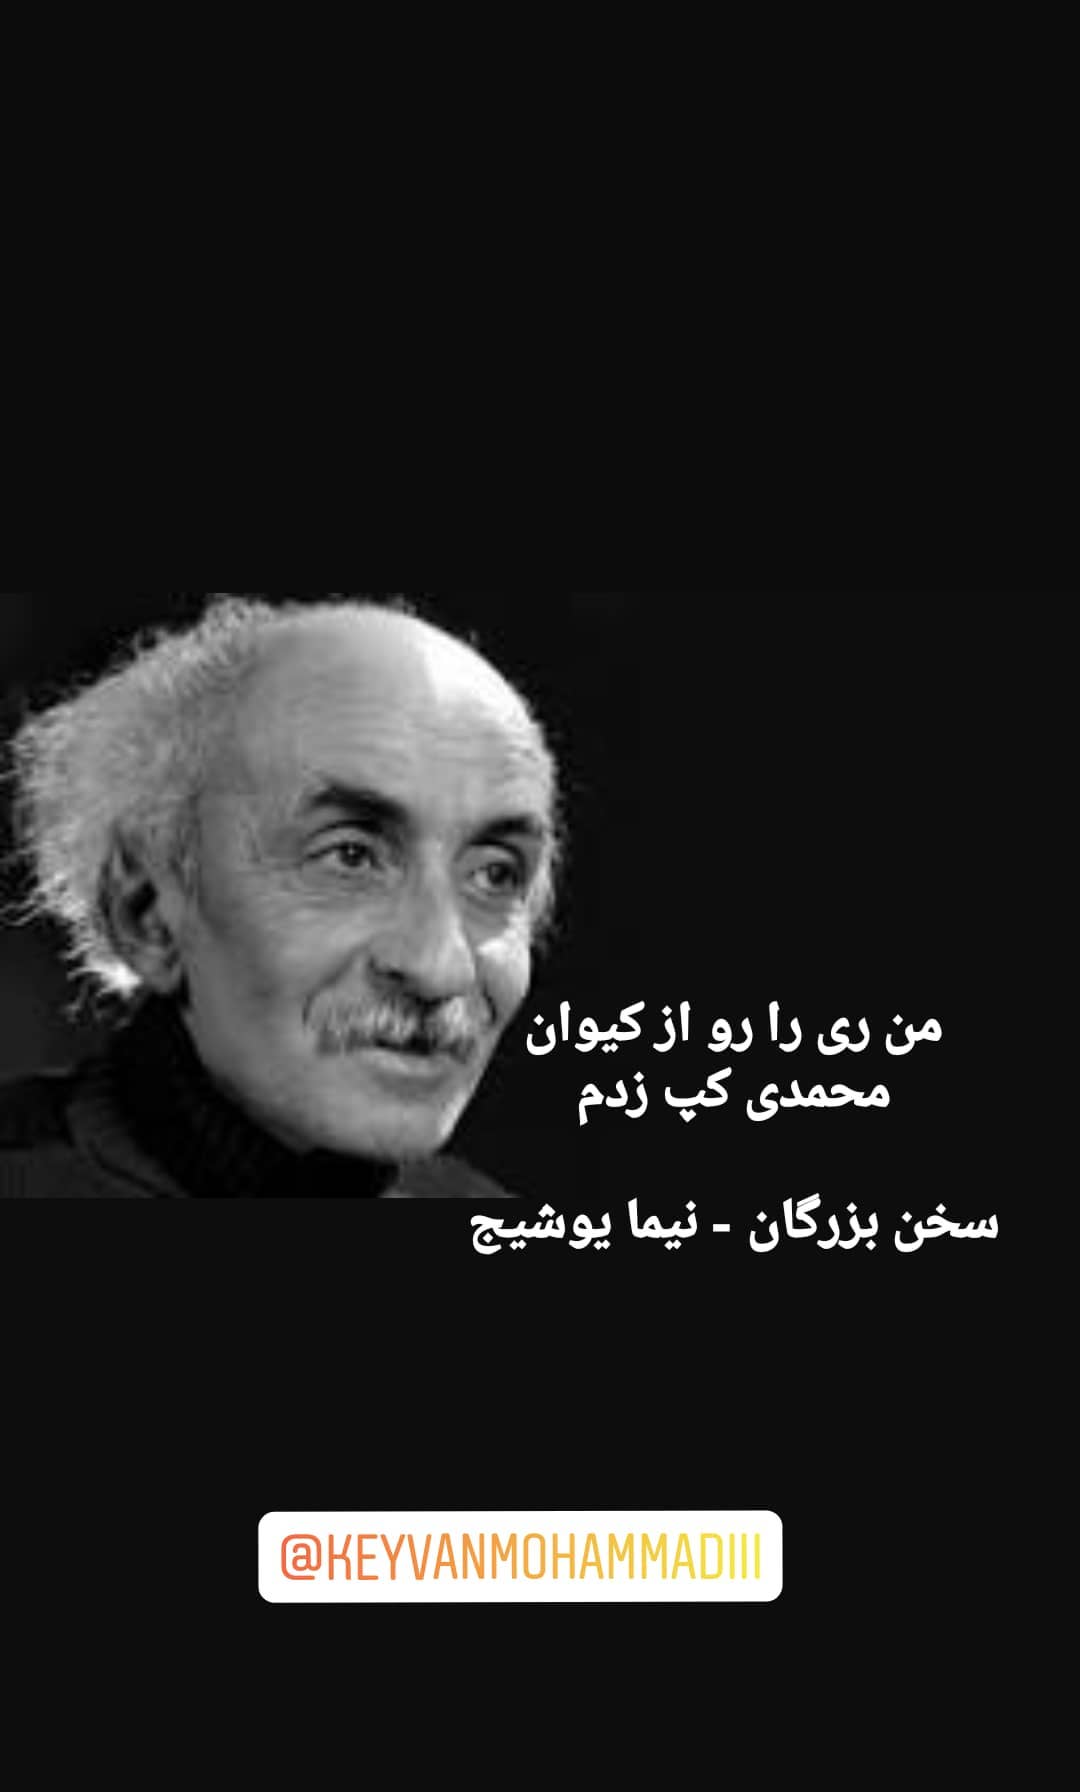 من ری را رو از کیوان
محمدی کپ زدم
سخن بزرگان - نیما یوشیج
@KEYVANMOHAMMADIII